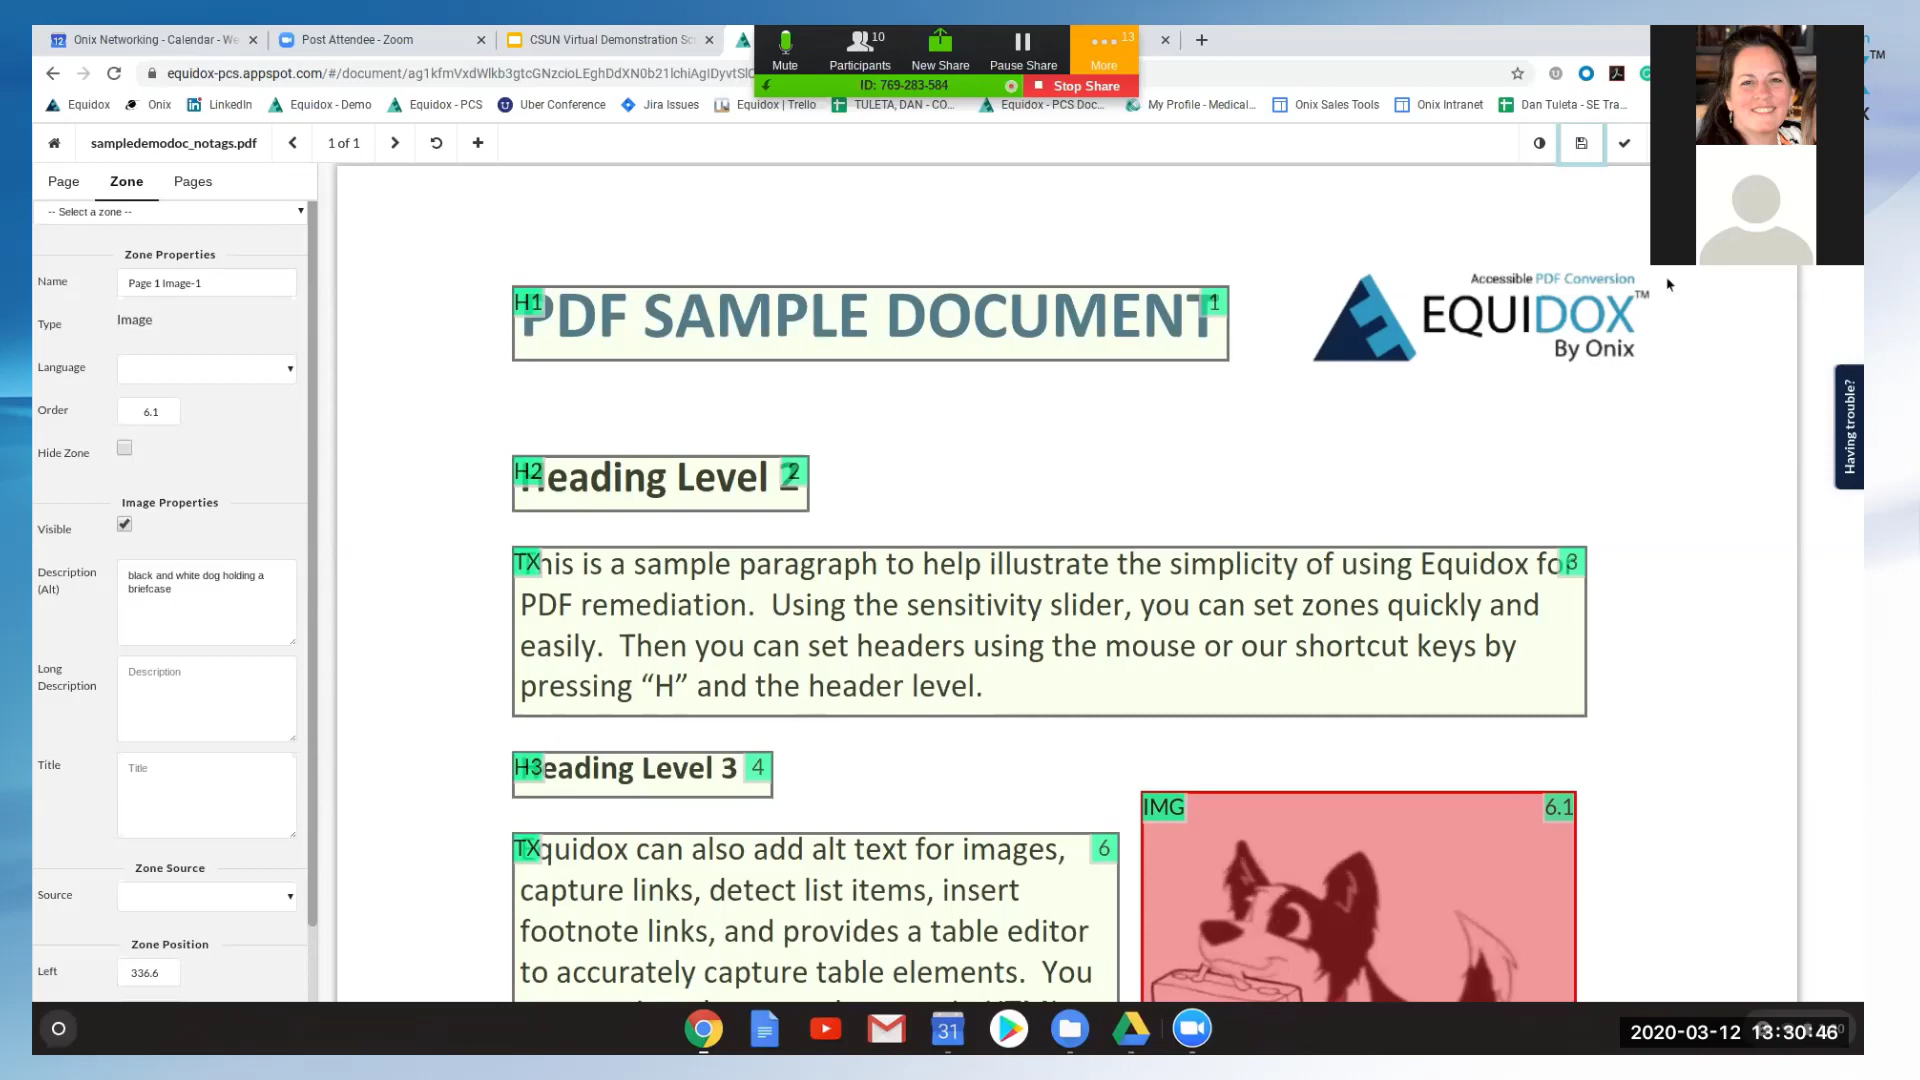 Onix Networking - Calendar - We
Post Attendee - Zoom
CSUN Virtual Demonstration Sc
Mute
Participants
10
New Share
Pause Share
More
13
ID: 769-283-584
Stop Share
equidox-pcs.appspot.com/#/document/ag1kfmVxdWlkb3gtcGNzcioLEghDdXN0b21lchiAgIDyvtSlC
Equidox
Onix
LinkedIn
Equidox - Demo
Equidox - PCS
Uber Conference
Jira Issues
Equidox | Trello
TULETA, DAN - CO...
Equidox - PCS Doc...
My Profile - Medical...
Onix Sales Tools
Onix Intranet
Dan Tuleta - SE Tra...
sampledemodoc_notags.pdf
1 of 1
Page
Zone
Pages
-- Select a zone --
Zone Properties
Name
Page 1 Image-1
Type
Image
Language
Order
6.1
Hide Zone
Image Properties
Visible
Description
(Alt)
black and white dog holding a
briefcase
Long
Description
Description
Title
Title
Zone Source
Source
Zone Position
Left
336.6
H1
PDF SAMPLE DOCUMENT
1
Accessible PDF Conversion
EQUIDOX™
By Onix
H2
Heading Level 2
2
TX
This is a sample paragraph to help illustrate the simplicity of using Equidox for
3
PDF remediation. Using the sensitivity slider, you can set zones quickly and
easily. Then you can set headers using the mouse or our shortcut keys by
pressing “H” and the header level.
H3
Heading Level 3
4
TX
Equidox can also add alt text for images,
6
capture links, detect list items, insert
footnote links, and provides a table editor
to accurately capture table elements. You
IMG
6.1
Having trouble?
TM
31
2020-03-12 13:30:46